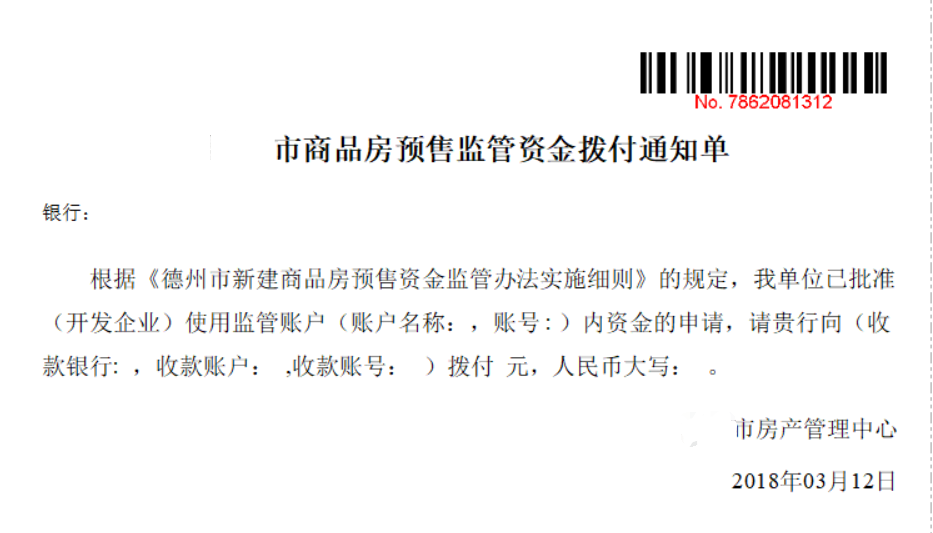 No. 7862081312
市商品房预售监管资金拨付通知单
银行：
根据《德州市新建商品房预售资金监管办法实施细则》的规定，我单位已批准
（开发企业）使用监管账户（账户名称：，账号：）内资金的申请，请贵行向（收
款银行: ，收款账户： ,收款账号： ）拨付 元，人民币大写： 。
市房产管理中心
2018年03月12日